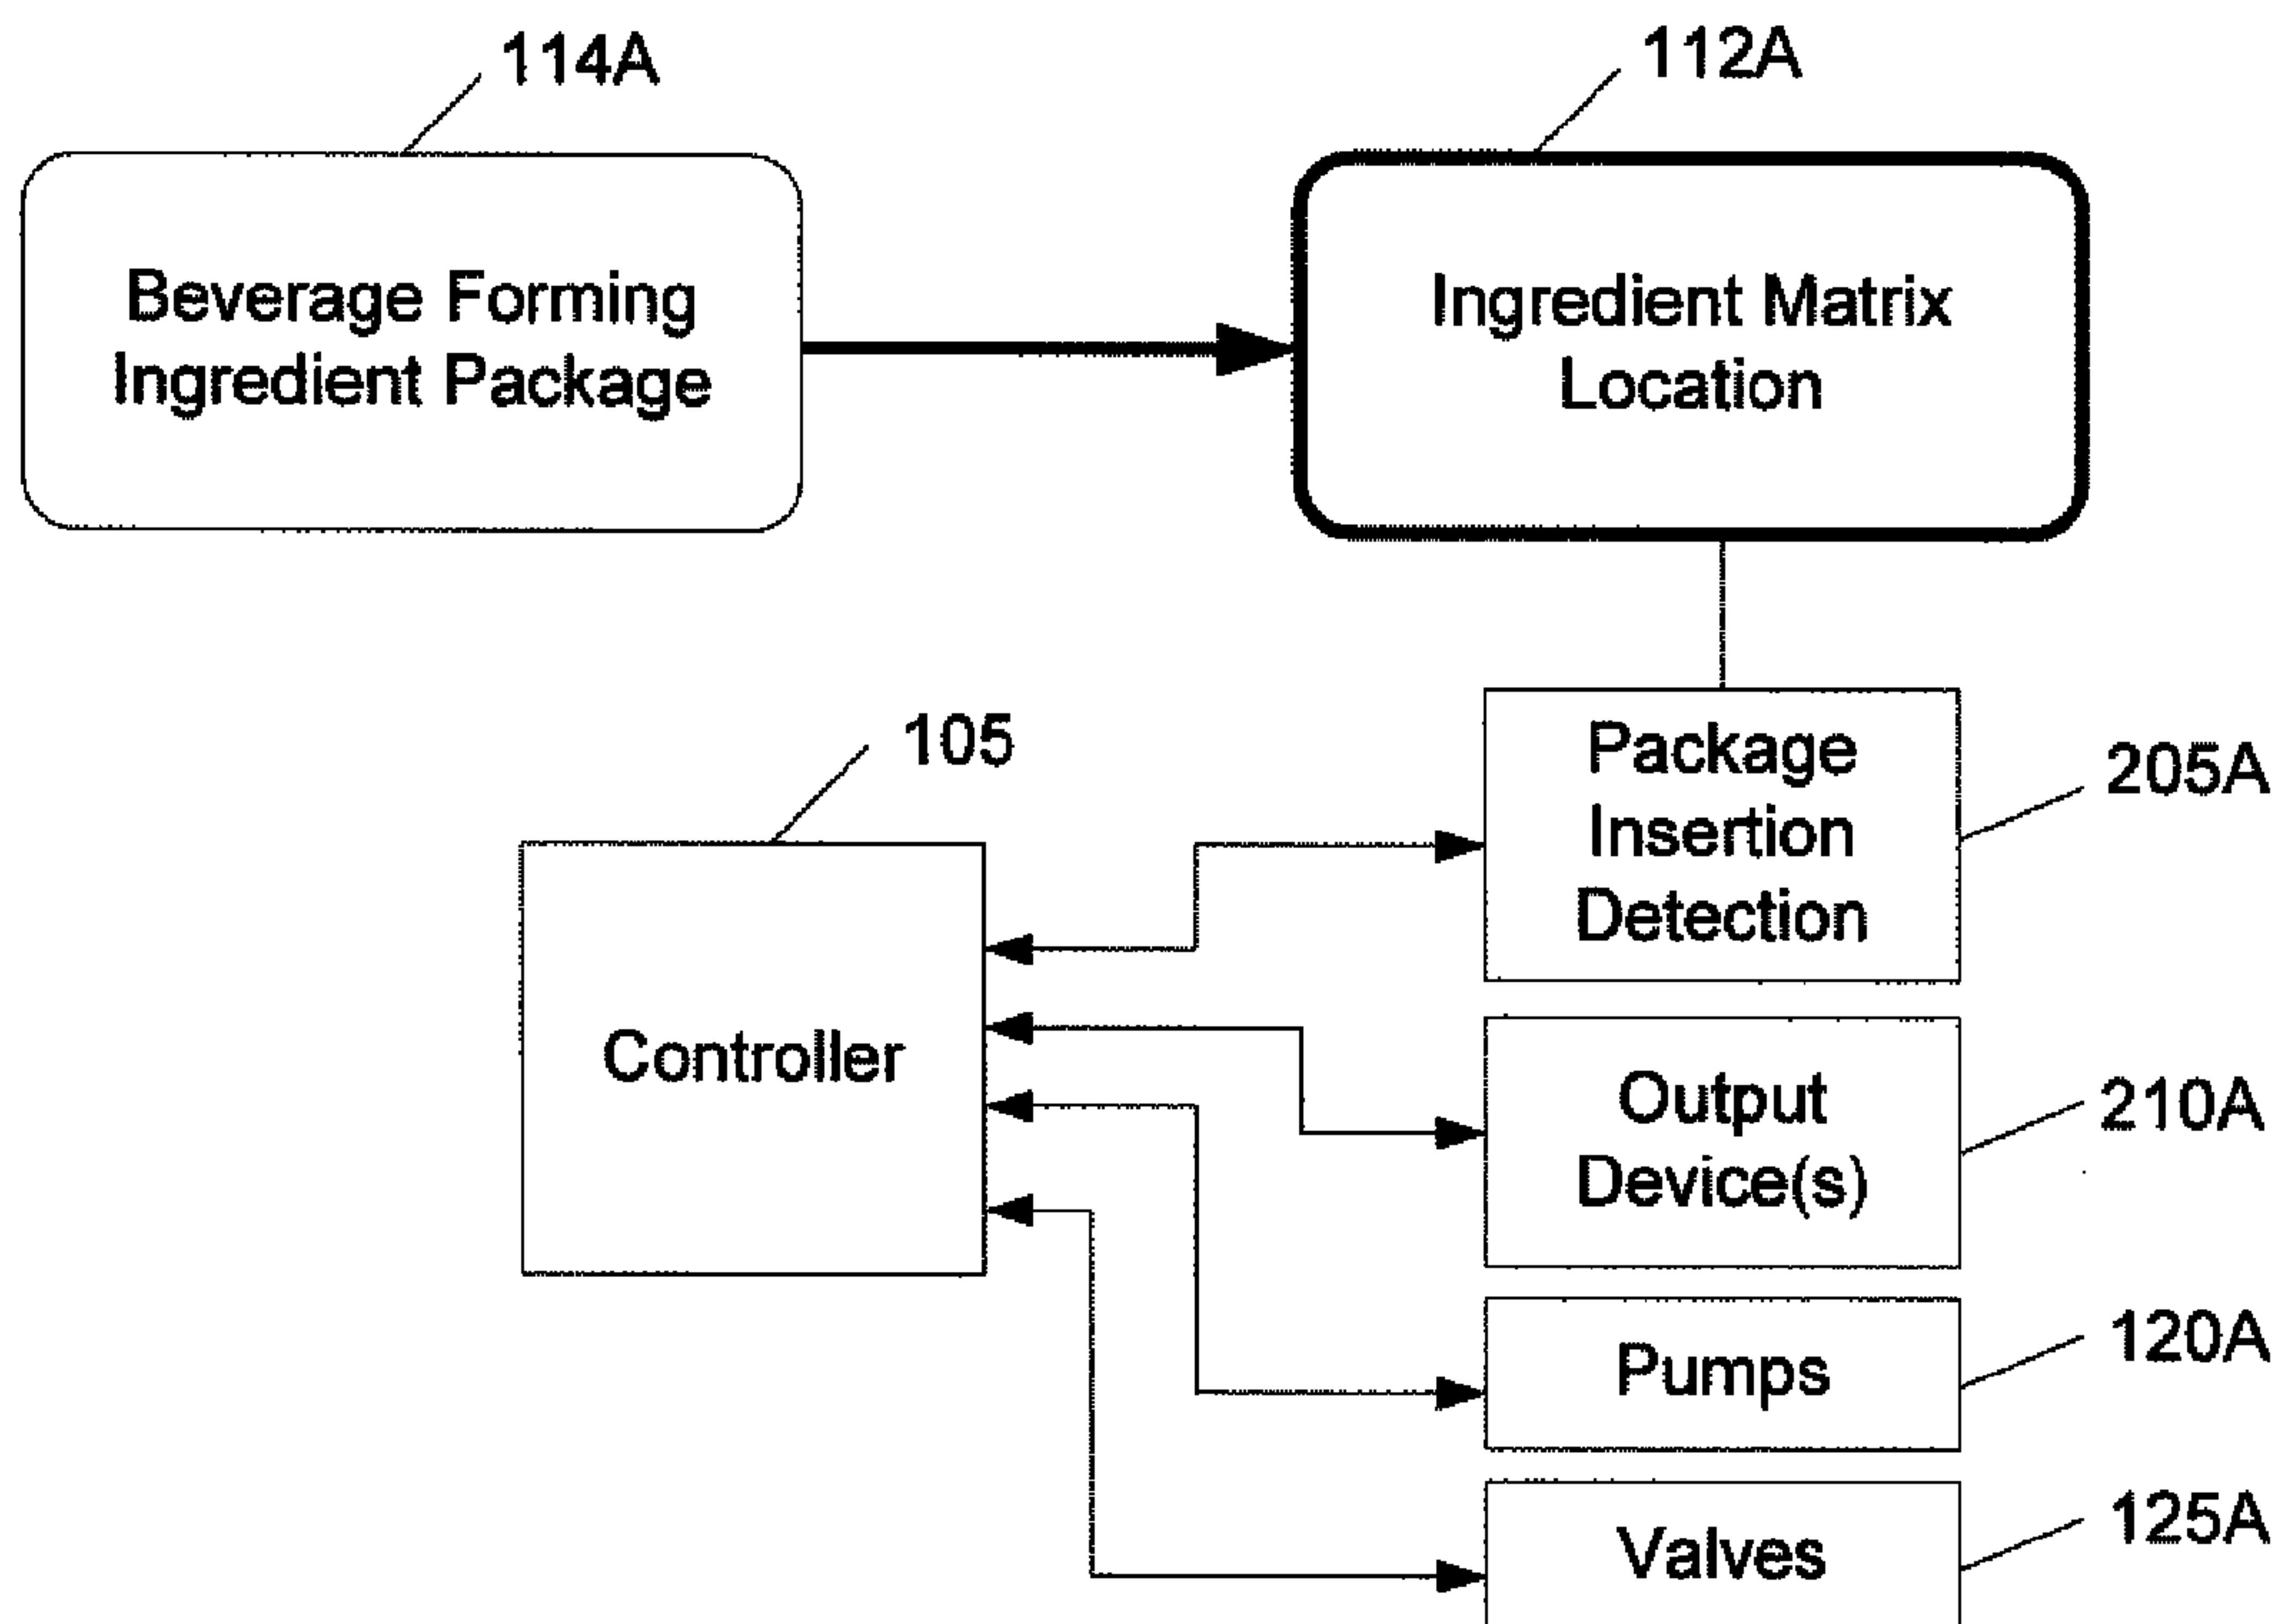 114A
112A
Beverage Forming
Ingredient Package
Ingredient Matrix
Location
105
Package
Insertion
Detection
205A
Controller
Output
Device(s)
210A
Pumps
120A
Valves
125A